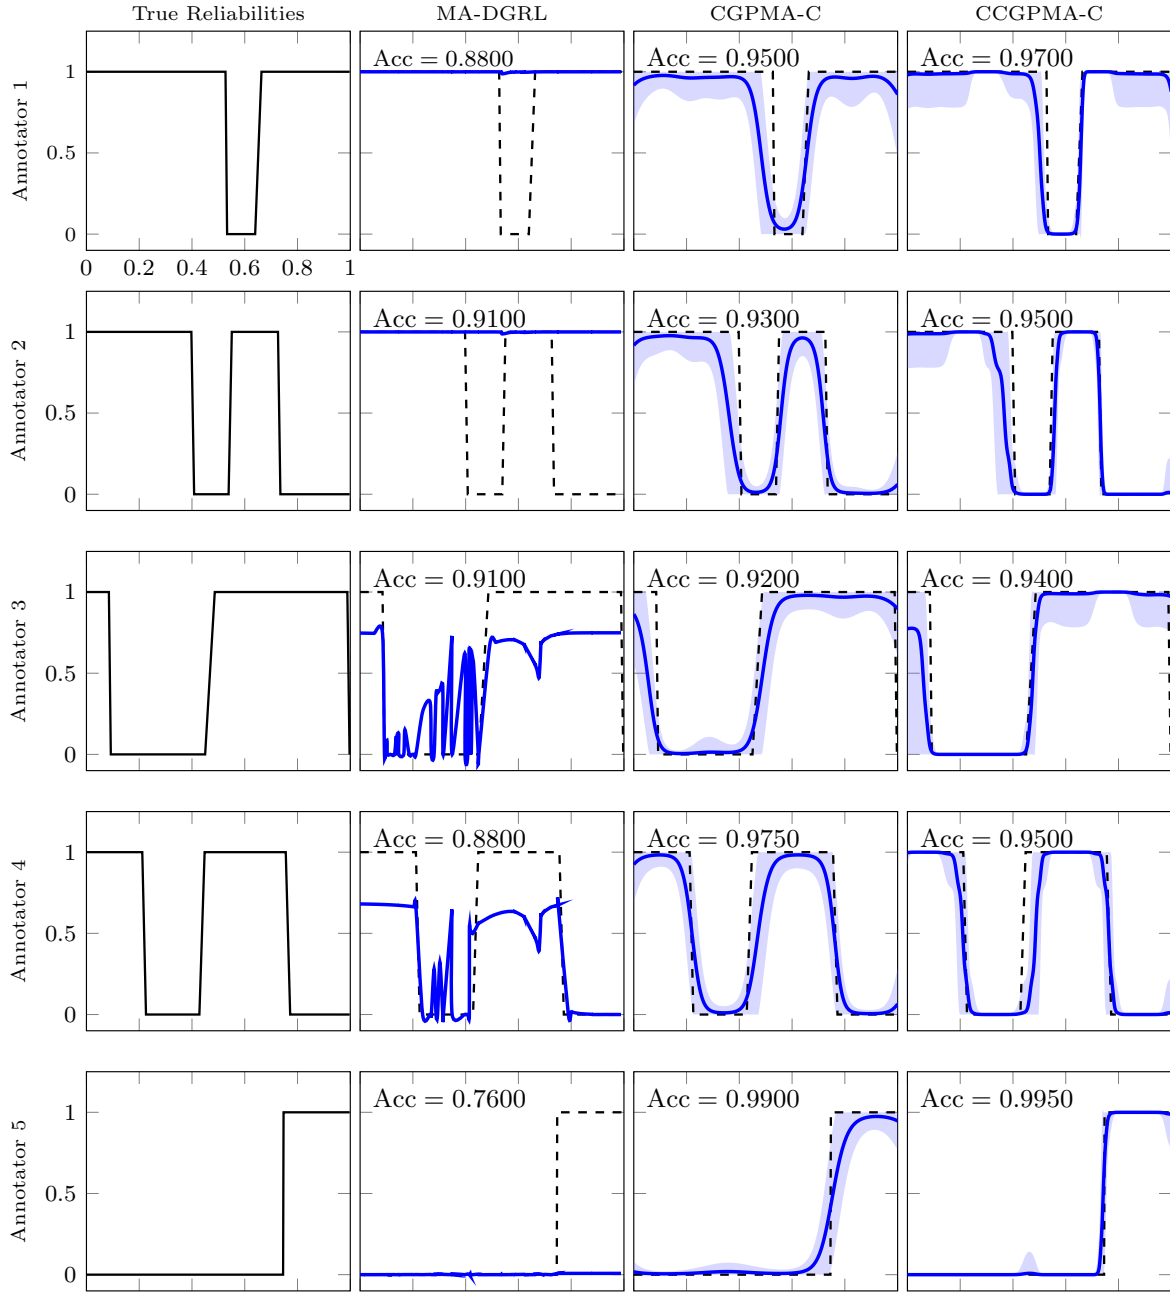 True Reliabilities MA-DGRL CGPMA-C CCGPMA-C
Annotator 1
1
0.5
0
Acc = 0.8800
Acc = 0.9500
Acc = 0.9700
0 0.2 0.4 0.6 0.8 1
Annotator 2
1
0.5
0
Acc = 0.9100
Acc = 0.9300
Acc = 0.9500
Annotator 3
1
0.5
0
Acc = 0.9100
Acc = 0.9200
Acc = 0.9400
Annotator 4
1
0.5
0
Acc = 0.8800
Acc = 0.9750
Acc = 0.9500
Annotator 5
1
0.5
0
Acc = 0.7600
Acc = 0.9900
Acc = 0.9950